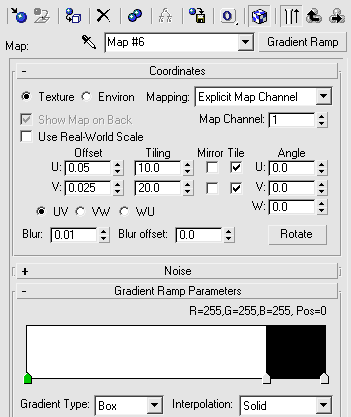 Map: Map #6 Gradient Ramp
- Coordinates
Texture Environ Mapping: Explicit Map Channel
Show Map on Back Map Channel: 1
Use Real-World Scale
Offset Tiling Mirror Tile Angle
U: 0.05 10.0 U: 0.0
V: 0.025 20.0 V: 0.0
W: 0.0
UV VW WU
Blur: 0.01 Blur offset: 0.0 Rotate
+ Noise
- Gradient Ramp Parameters
R=255,G=255,B=255, Pos=0
Gradient Type: Box Interpolation: Solid